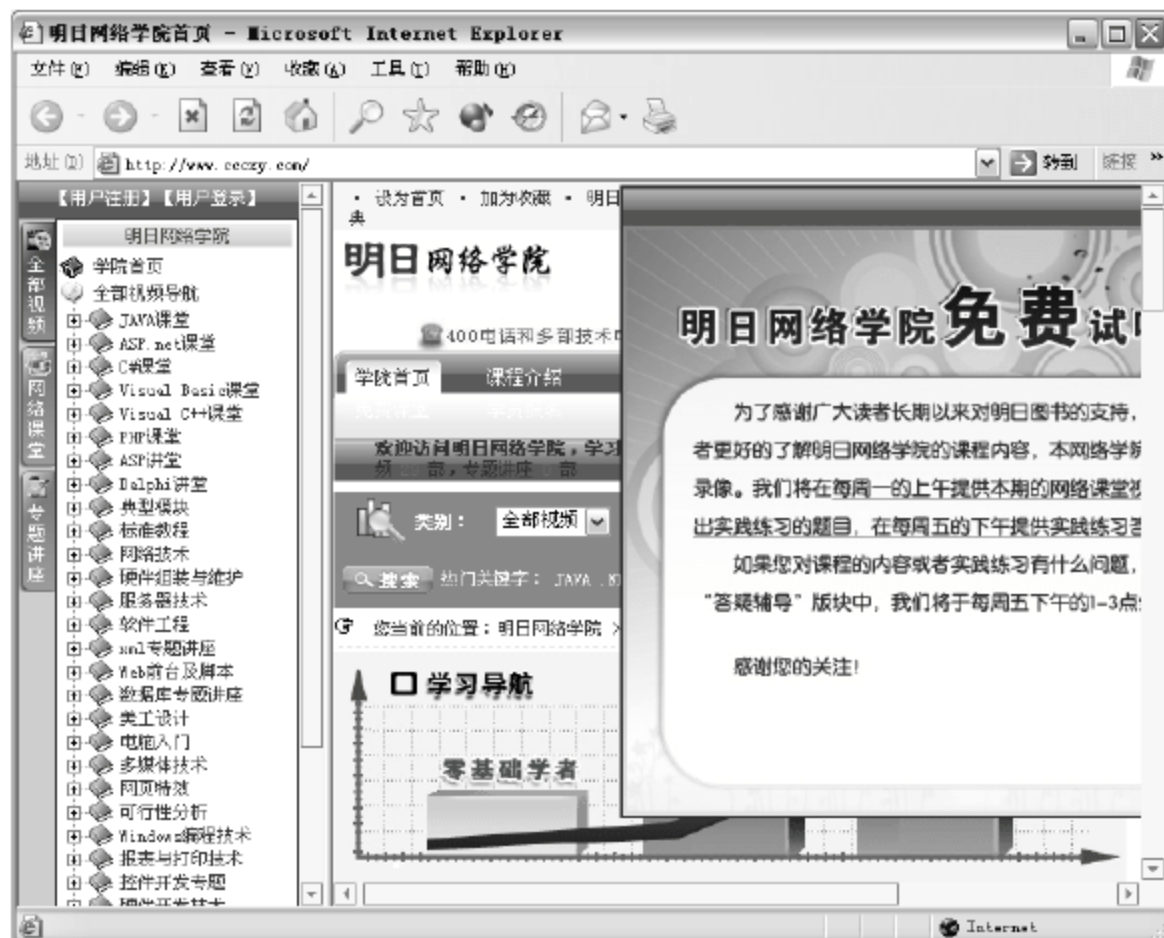 明日网络学院首页 - Microsoft Internet Explorer
文件(F) 编辑(E) 查看(V) 收藏(A) 工具(T) 帮助(H)
地址(D) http://www. 转到 链接 »
【用户注册】【用户登录】
全部视频
网络课堂
专题讲座
明日网络学院
学院首页
全部视频导航
JAVA课堂
ASP.net课堂
C#课堂
Visual Basic课堂
Visual C++课堂
PHP课堂
ASP讲堂
Delphi讲堂
典型模块
标准教程
网络技术
硬件组装与维护
服务器技术
软件工程
xml专题讲座
Web前台及脚本
数据库专题讲座
美工设计
电脑入门
多媒体技术
网页特效
可行性分析
Windows编程技术
报表与打印技术
控件开发专题
· 设为首页 · 加为收藏 · 明日
典
明日网络学院
400电话和多部技术
学院首页 课程介绍
欢迎访问明日网络学院，学习
频 部，专题讲座 部
类别： 全部视频
搜索 热门关键字： JAVA
您当前的位置：明日网络学院 >
学习导航
零基础学者
明日网络学院免费试
为了感谢广大读者长期以来对明日图书的支持，
者更好的了解明日网络学院的课程内容，本网络学院
录像。我们将在每周一的上午提供本期的网络课堂视
出实践练习的题目，在每周五的下午提供实践练习答
如果您对课程的内容或者实践练习有什么问题，
“答疑辅导”版块中，我们将于每周五下午的1-3点
感谢您的关注！
Internet